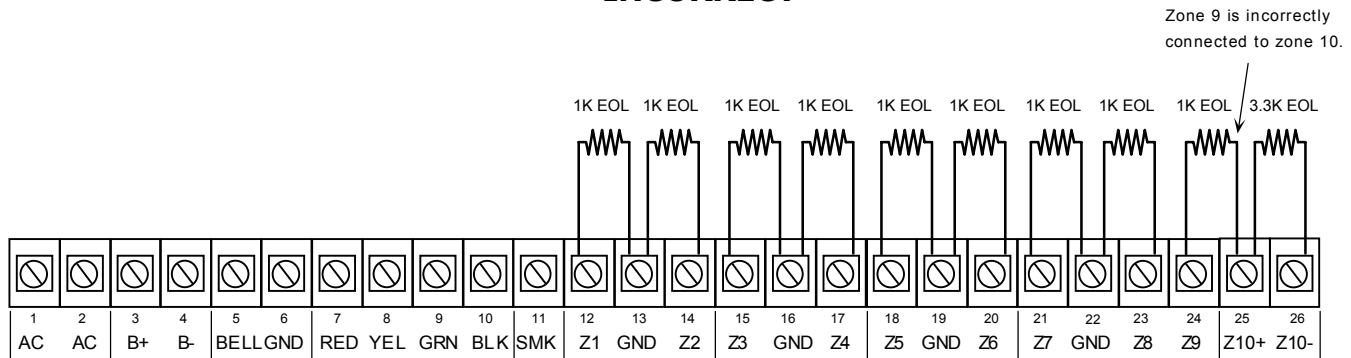 Zone 9 is incorrectly
connected to zone 10.
1K EOL 1K EOL 1K EOL 1K EOL 1K EOL 1K EOL 1K EOL 1K EOL 1K EOL 3.3K EOL
1 2 3 4 5 6 7 8 9 10 11 12 13 14 15 16 17 18 19 20 21 22 23 24 25 26
AC AC B+ B- BELL GND RED YEL GRN BLK SMK Z1 GND Z2 Z3 GND Z4 Z5 GND Z6 Z7 GND Z8 Z9 Z10+ Z10-